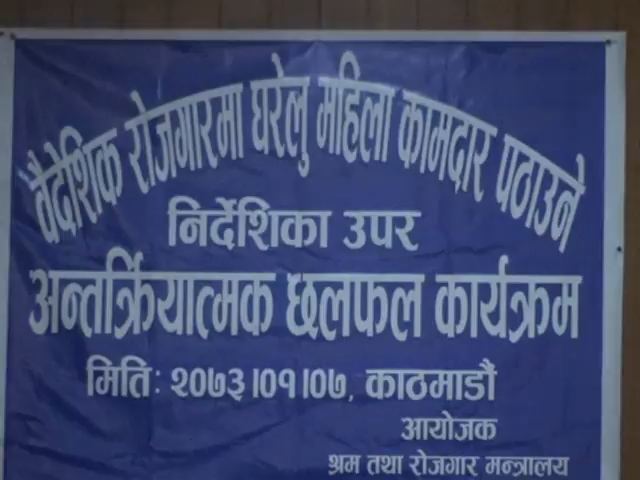 वैदेशिक रोजगारमा घरेलु महिला कामदार पठाउने
निर्देशिका उपर
अन्तर्क्रियात्मक छलफल कार्यक्रम
मिति: २०७३।०१।०७, काठमाडौं
आयोजक
श्रम तथा रोजगार मन्त्रालय